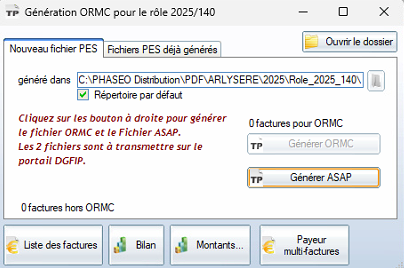 Génération ORMC pour le rôle 2025/140
Ouvrir le dossier
Nouveau fichier PES
Fichiers PES déjà générés
généré dans
C:\PHASEO Distribution\PDF\ARLYSERE\2025\Role_2025_140\
Répertoire par défaut
Cliquez sur les bouton à droite pour générer
le fichier ORMC et le Fichier ASAP.
Les 2 fichiers sont à transmettre sur le
portail DGFIP.
0 factures pour ORMC
TP Générer ORMC
TP Générer ASAP
0 factures hors ORMC
Liste des factures
Bilan
Montants...
Payeur
multi-factures